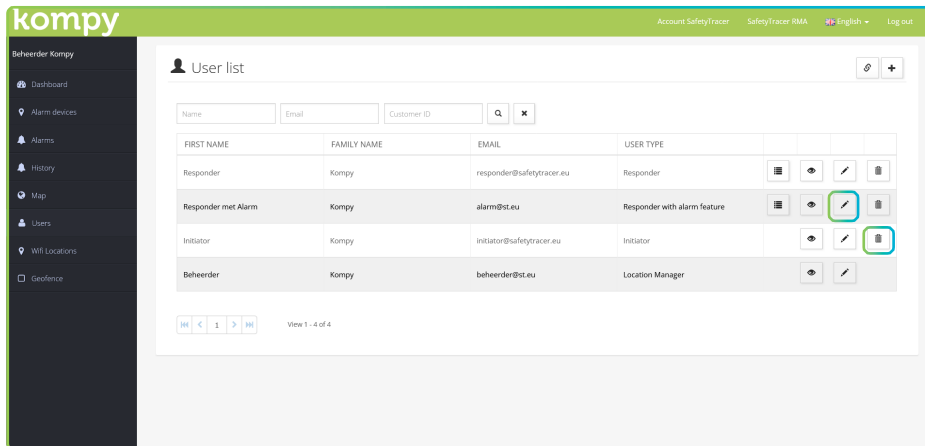 kompy
Account SafetyTracer SafetyTracer RMA English Log out
Beheerder Kompy
Dashboard
Alarm devices
Alarms
History
Map
Users
Wifi Locations
Geofence
User list
Name Email Customer ID
FIRST NAME FAMILY NAME EMAIL USER TYPE
Responder Kompy responder@safetytracer.eu Responder
Responder met Alarm Kompy alarm@st.eu Responder with alarm feature
Initiator Kompy initiator@safetytracer.eu Initiator
Beheerder Kompy beheerder@st.eu Location Manager
1 View 1 - 4 of 4